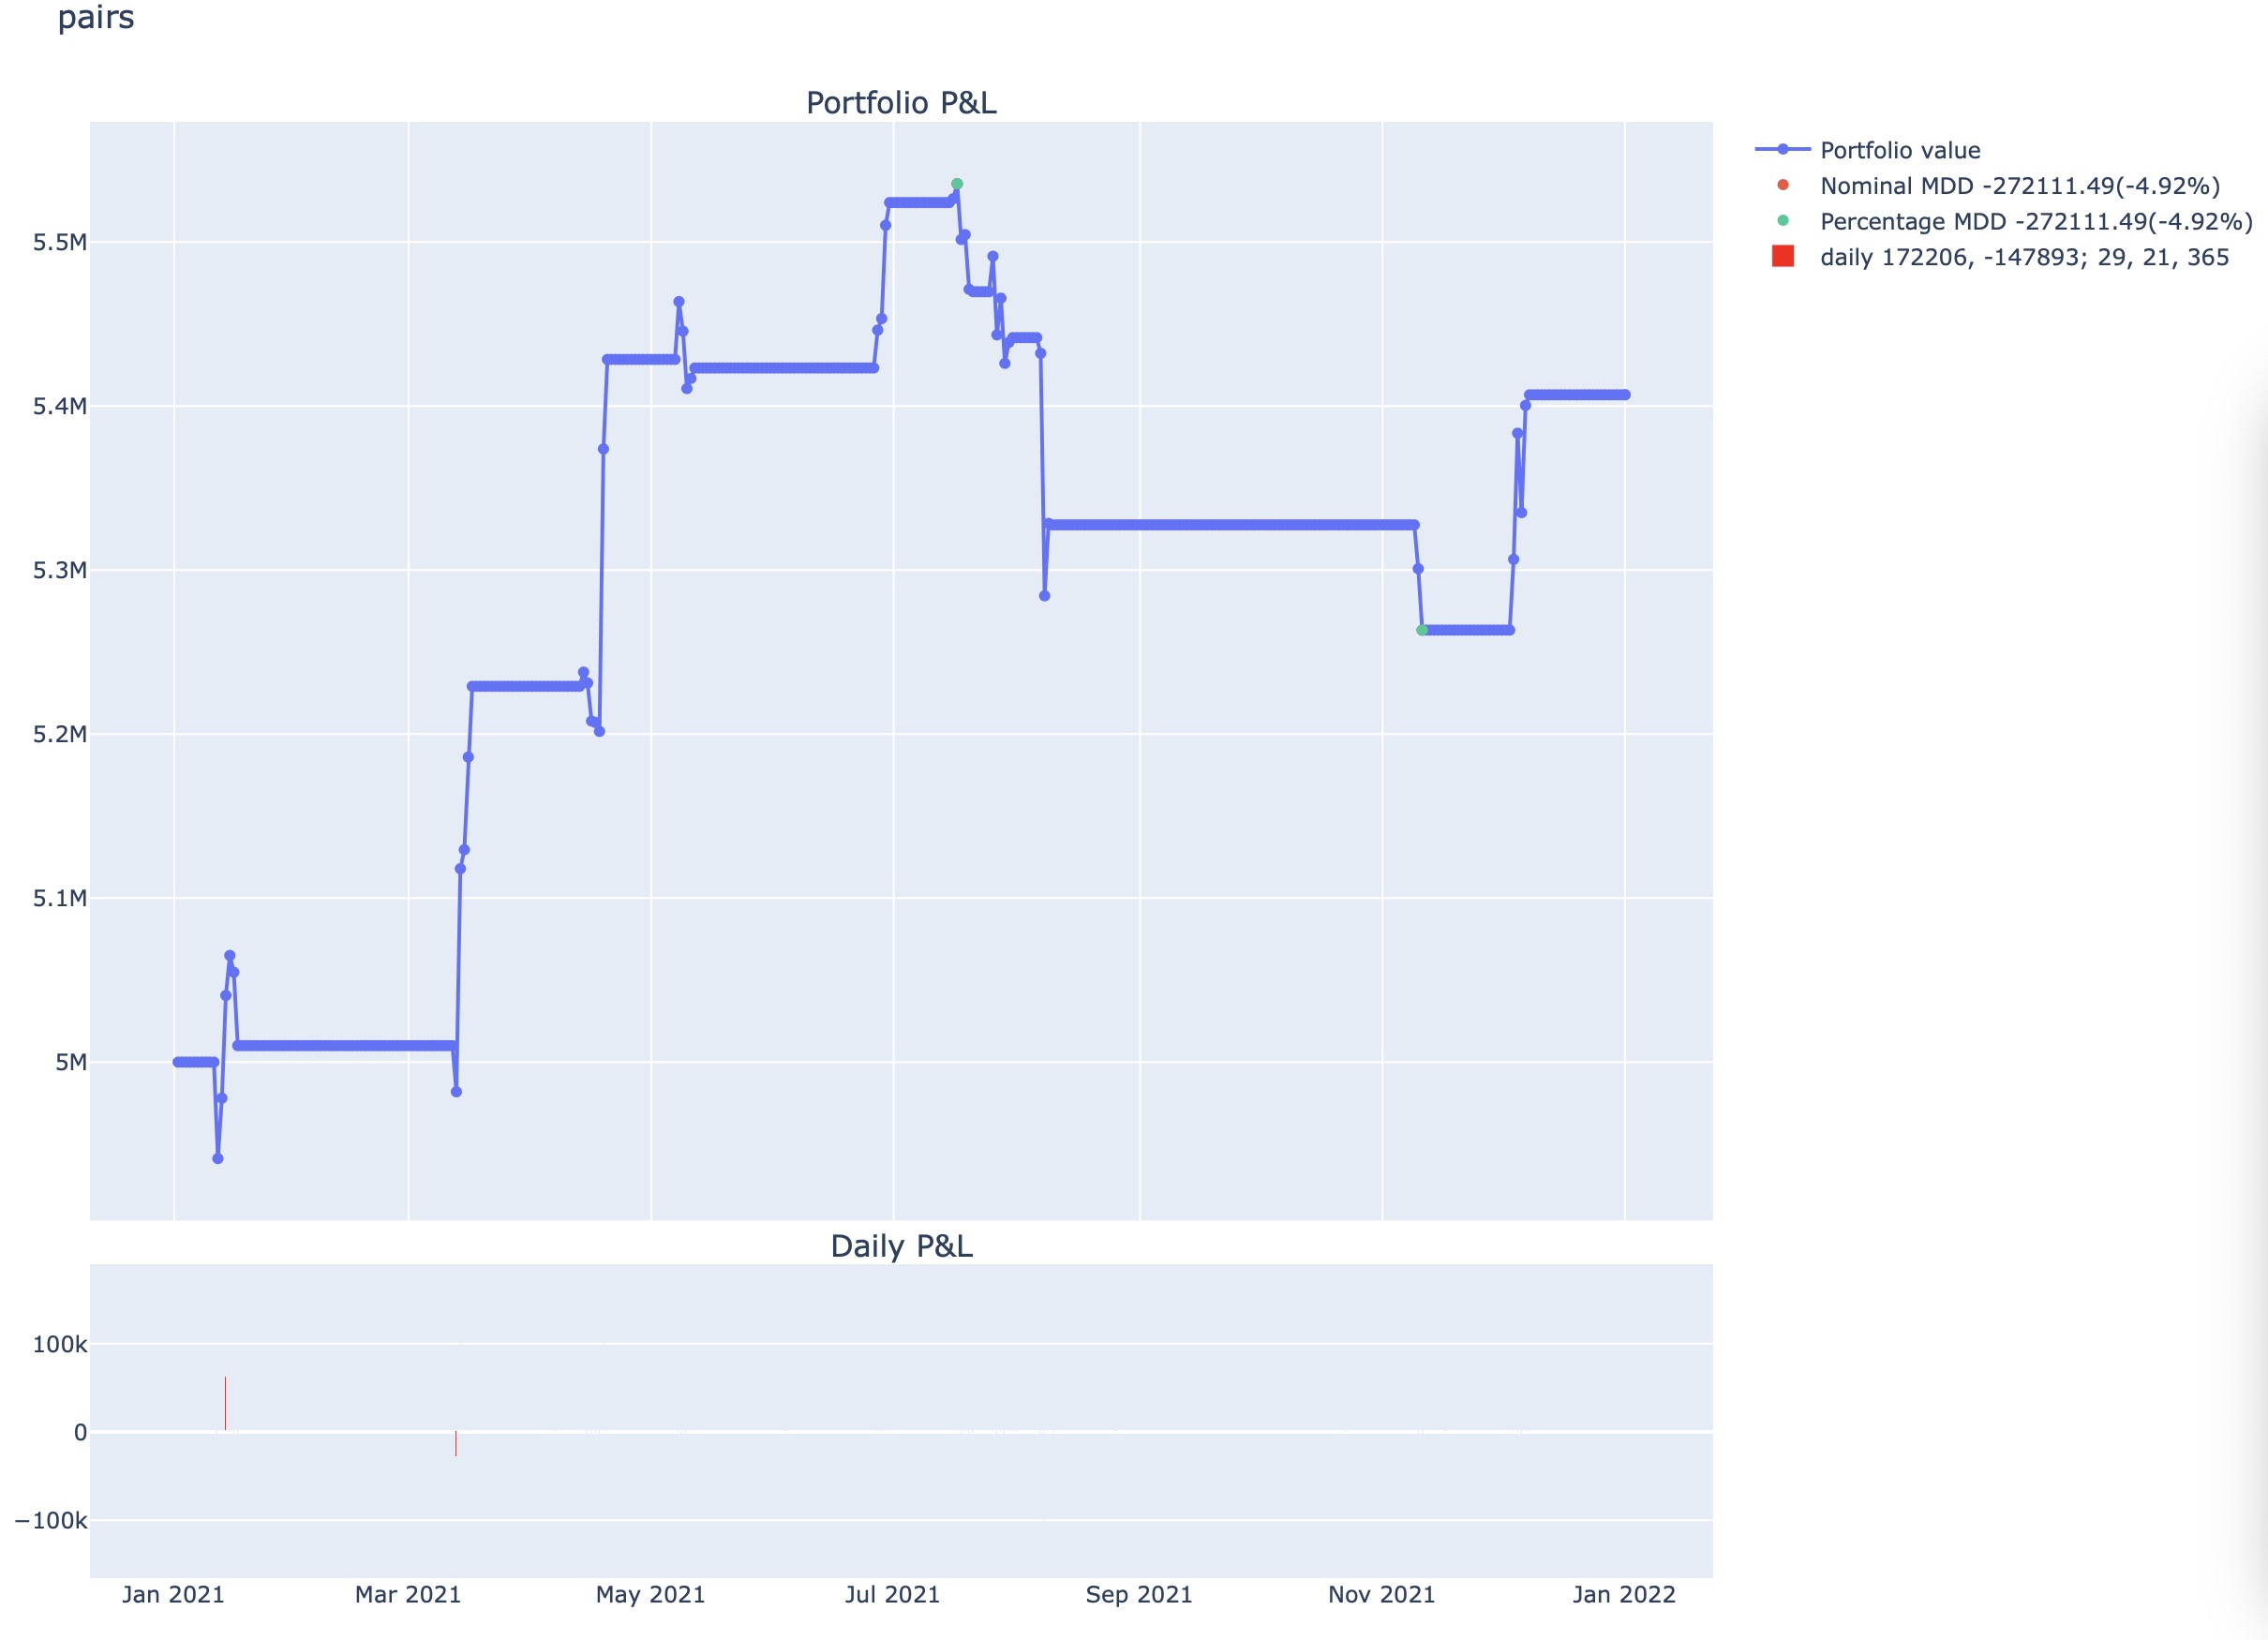 pairs
Portfolio P&L
5.5M
5.4M
5.3M
5.2M
5.1M
5M
Portfolio value
Nominal MDD -272111.49(-4.92%)
Percentage MDD -272111.49(-4.92%)
daily 172206, -147893; 29, 21, 365
Daily P&L
100k
0
−100k
Jan 2021
Mar 2021
May 2021
Jul 2021
Sep 2021
Nov 2021
Jan 2022